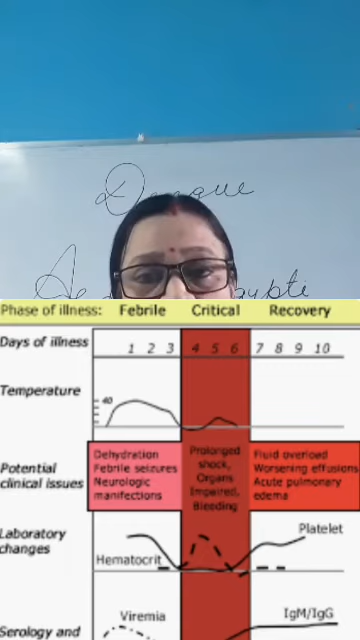 Dengue
Phase of illness: Febrile Critical Recovery
Days of illness 1 2 3 4 5 6 7 8 9 10
Temperature 40
Potential
clinical issues
Dehydration
Febrile seizures
Neurologic
manifections
Prolonged
shock,
Organs
Impaired,
Bleeding
Fluid overload
Worsening effusions
Acute pulmonary
edema
Laboratory
changes
Platelet
Hematocrit
Viremia
IgM/IgG
Serology and